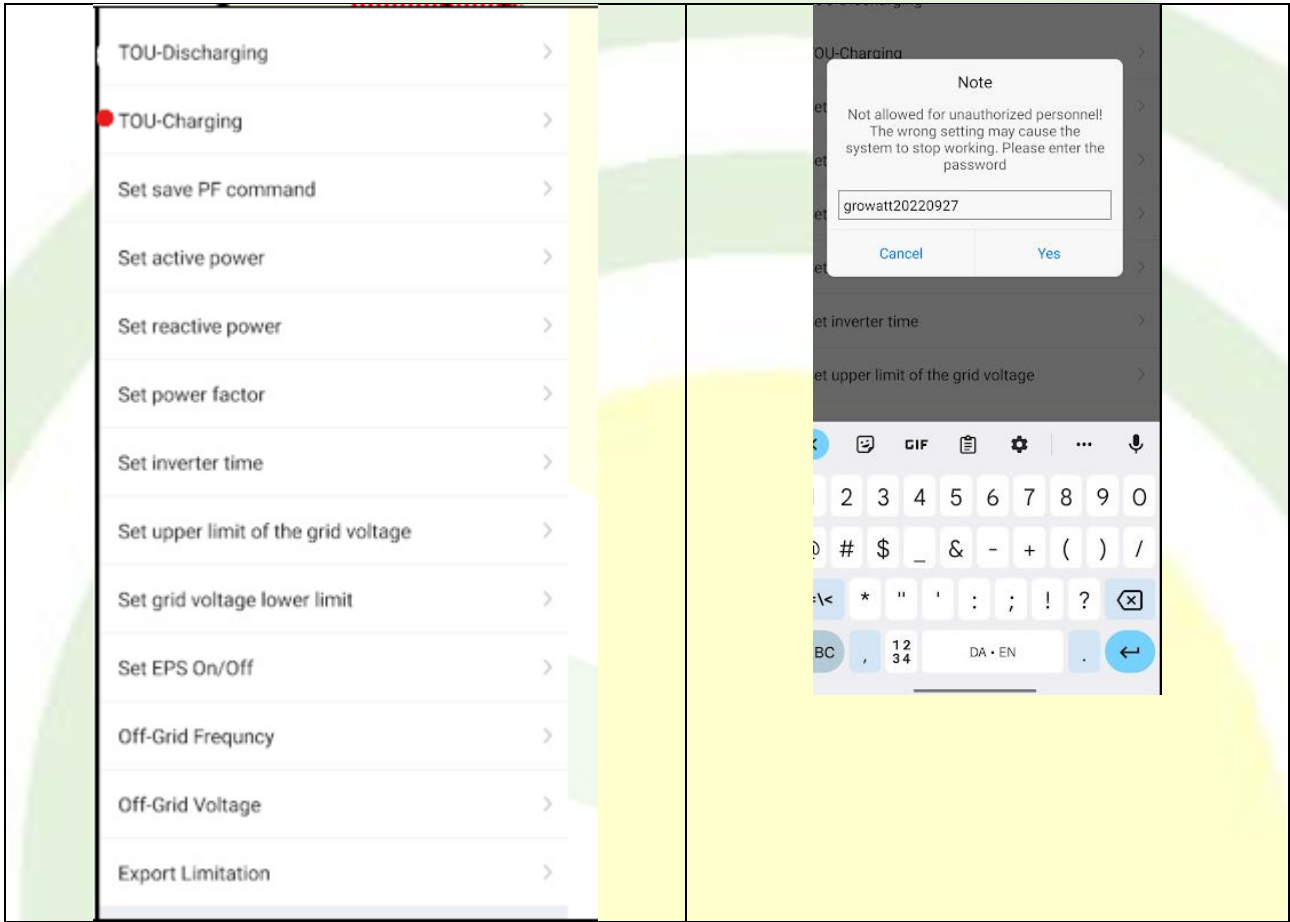 TOU-Discharging
TOU-Charging
Set save PF command
Set active power
Set reactive power
Set power factor
Set inverter time
Set upper limit of the grid voltage
Set grid voltage lower limit
Set EPS On/Off
Off-Grid Frequncy
Off-Grid Voltage
Export Limitation
OU-Charging
Note
Not allowed for unauthorized personnel!
The wrong setting may cause the
system to stop working. Please enter the
password
growatt20220927
Cancel Yes
et inverter time
et upper limit of the grid voltage
GIF
2 3 4 5 6 7 8 9 0
# $ _ & - + ( ) /
=\< * " ' : ; ! ?
BC , 12 34 DA • EN .